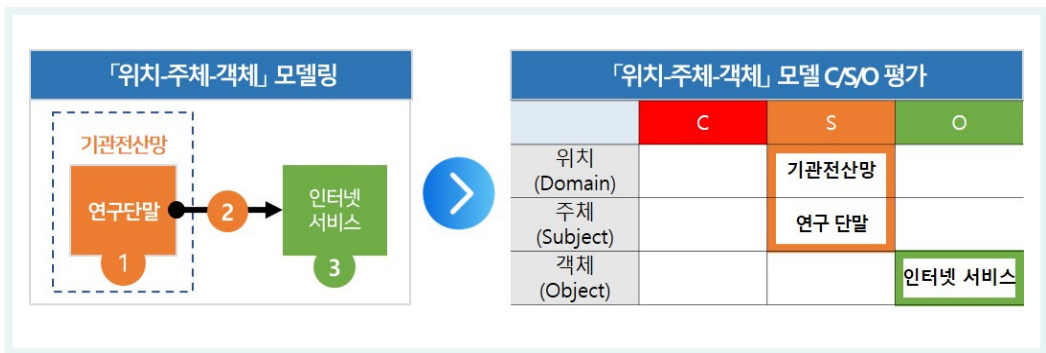 「위치-주체-객체」 모델링
기관전산망
연구단말
2
인터넷
서비스
1
3
「위치-주체-객체」 모델 C/S/O 평가
C
S
O
위치
(Domain)
기관전산망
주체
(Subject)
연구 단말
객체
(Object)
인터넷 서비스